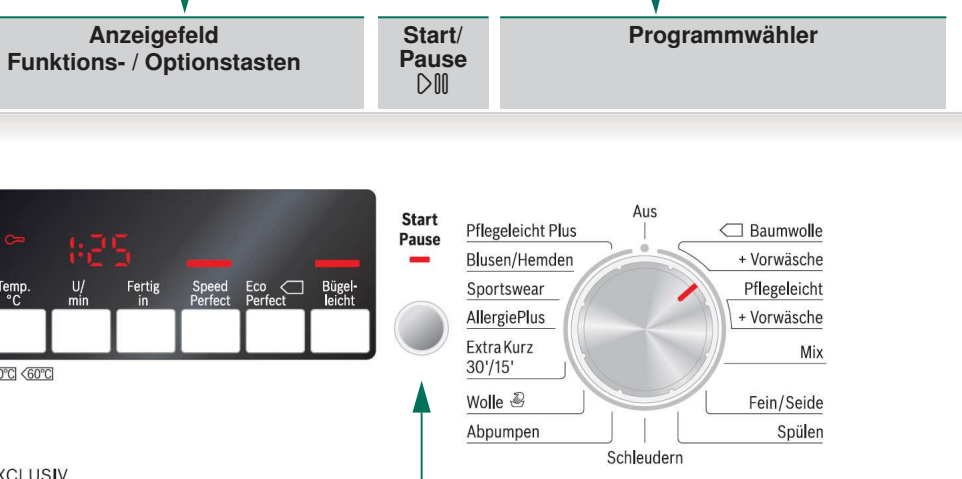 Anzeigefeld
Funktions- / Optionstasten
Start/
Pause
Programmwähler
1:25
Temp.
°C
U/
min
Fertig
in
Speed
Perfect
Eco
Perfect
Bügel-
leicht
<60°C
Start
Pause
Aus
Pflegeleicht Plus
Blusen/Hemden
Sportswear
AllergiePlus
Extra Kurz
30'/15'
Wolle
Abpumpen
Schleudern
Baumwolle
+ Vorwäsche
Pflegeleicht
+ Vorwäsche
Mix
Fein/Seide
Spülen